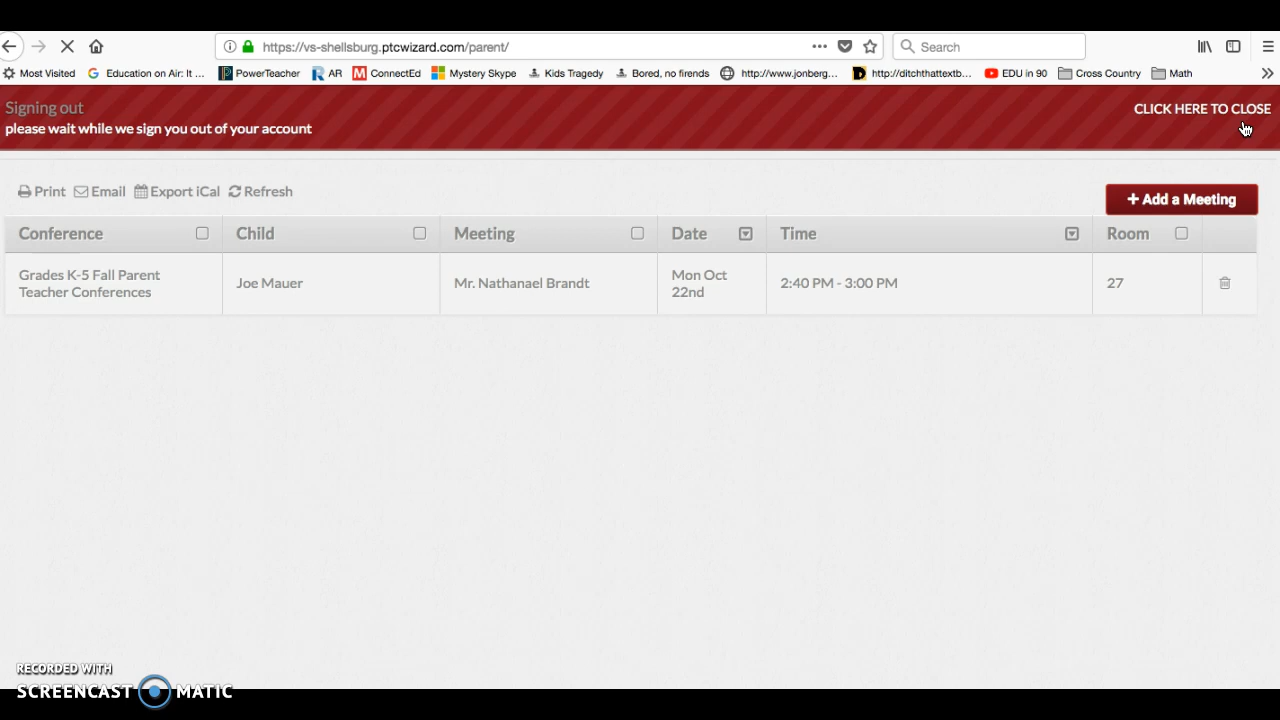 https://vs-shellsburg.ptcwizard.com/parent/
Search
Most Visited Education on Air: It ... PowerTeacher AR ConnectEd Mystery Skype Kids Tragedy Bored, no firends http://www.jonberg... http://ditchthattextb... EDU in 90 Cross Country Math
Signing out
CLICK HERE TO CLOSE
please wait while we sign you out of your account
Print Email Export iCal Refresh
+ Add a Meeting
Conference Child Meeting Date Time Room
Grades K-5 Fall Parent
Teacher Conferences
Joe Mauer
Mr. Nathanael Brandt
Mon Oct
22nd
2:40 PM - 3:00 PM
27
RECORDED WITH
SCREENCAST MATIC